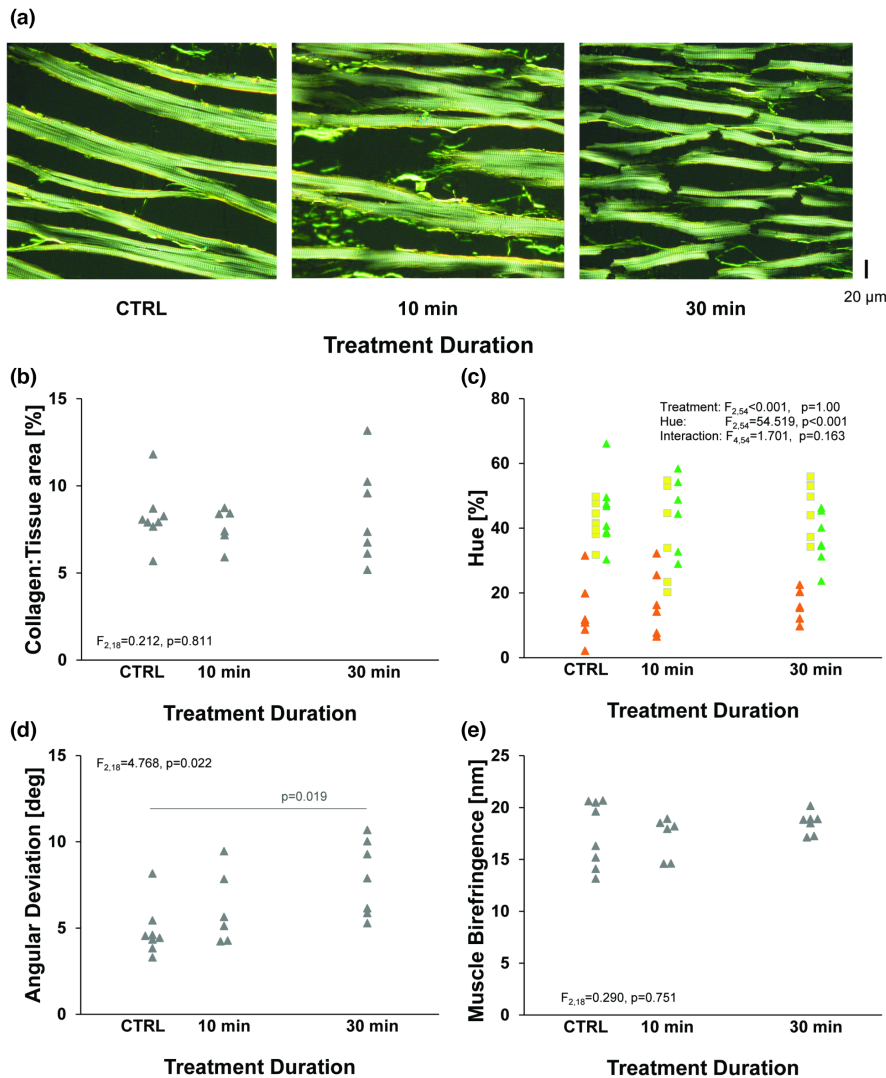 (a)
CTRL
10 min
30 min
20 µm
Treatment Duration
(b)
Collagen:Tissue area [%]
15
10
5
0
F2,18=0.212, p=0.811
CTRL
10 min
30 min
Treatment Duration
(c)
Hue [%]
80
60
40
20
0
Treatment: F2,54<0.001, p=1.00
Hue: F2,54=54.519, p<0.001
Interaction: F4,54=1.701, p=0.163
CTRL
10 min
30 min
Treatment Duration
(d)
Angular Deviation [deg]
15
10
5
0
F2,18=4.768, p=0.022
p=0.019
CTRL
10 min
30 min
Treatment Duration
(e)
Muscle Birefringence [nm]
25
20
15
10
5
0
F2,18=0.290, p=0.751
CTRL
10 min
30 min
Treatment Duration